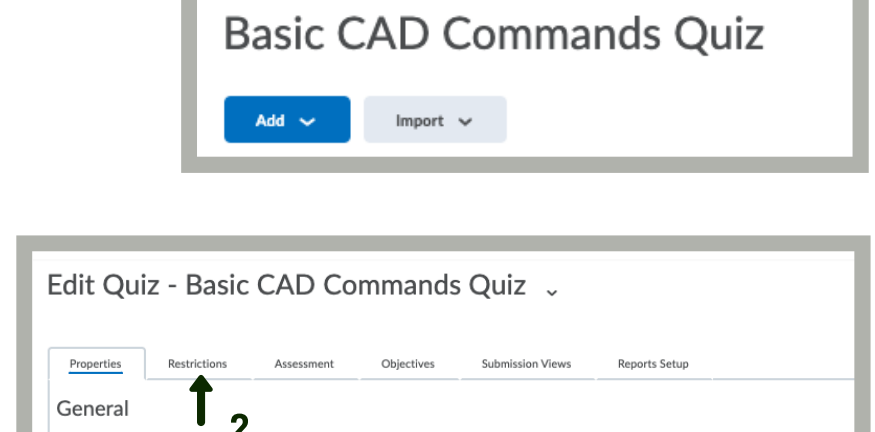 Basic CAD Commands Quiz
Add Import
Edit Quiz - Basic CAD Commands Quiz
Properties Restrictions Assessment Objectives Submission Views Reports Setup
General
2